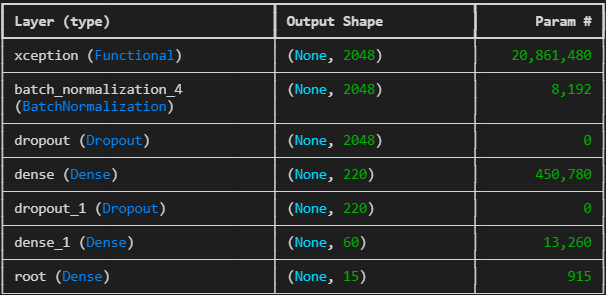 Layer (type) Output Shape Param #
xception (Functional) (None, 2048) 20,861,480
batch_normalization_4 (None, 2048) 8,192
(BatchNormalization)
dropout (Dropout) (None, 2048) 0
dense (Dense) (None, 220) 450,780
dropout_1 (Dropout) (None, 220) 0
dense_1 (Dense) (None, 60) 13,260
root (Dense) (None, 15) 915